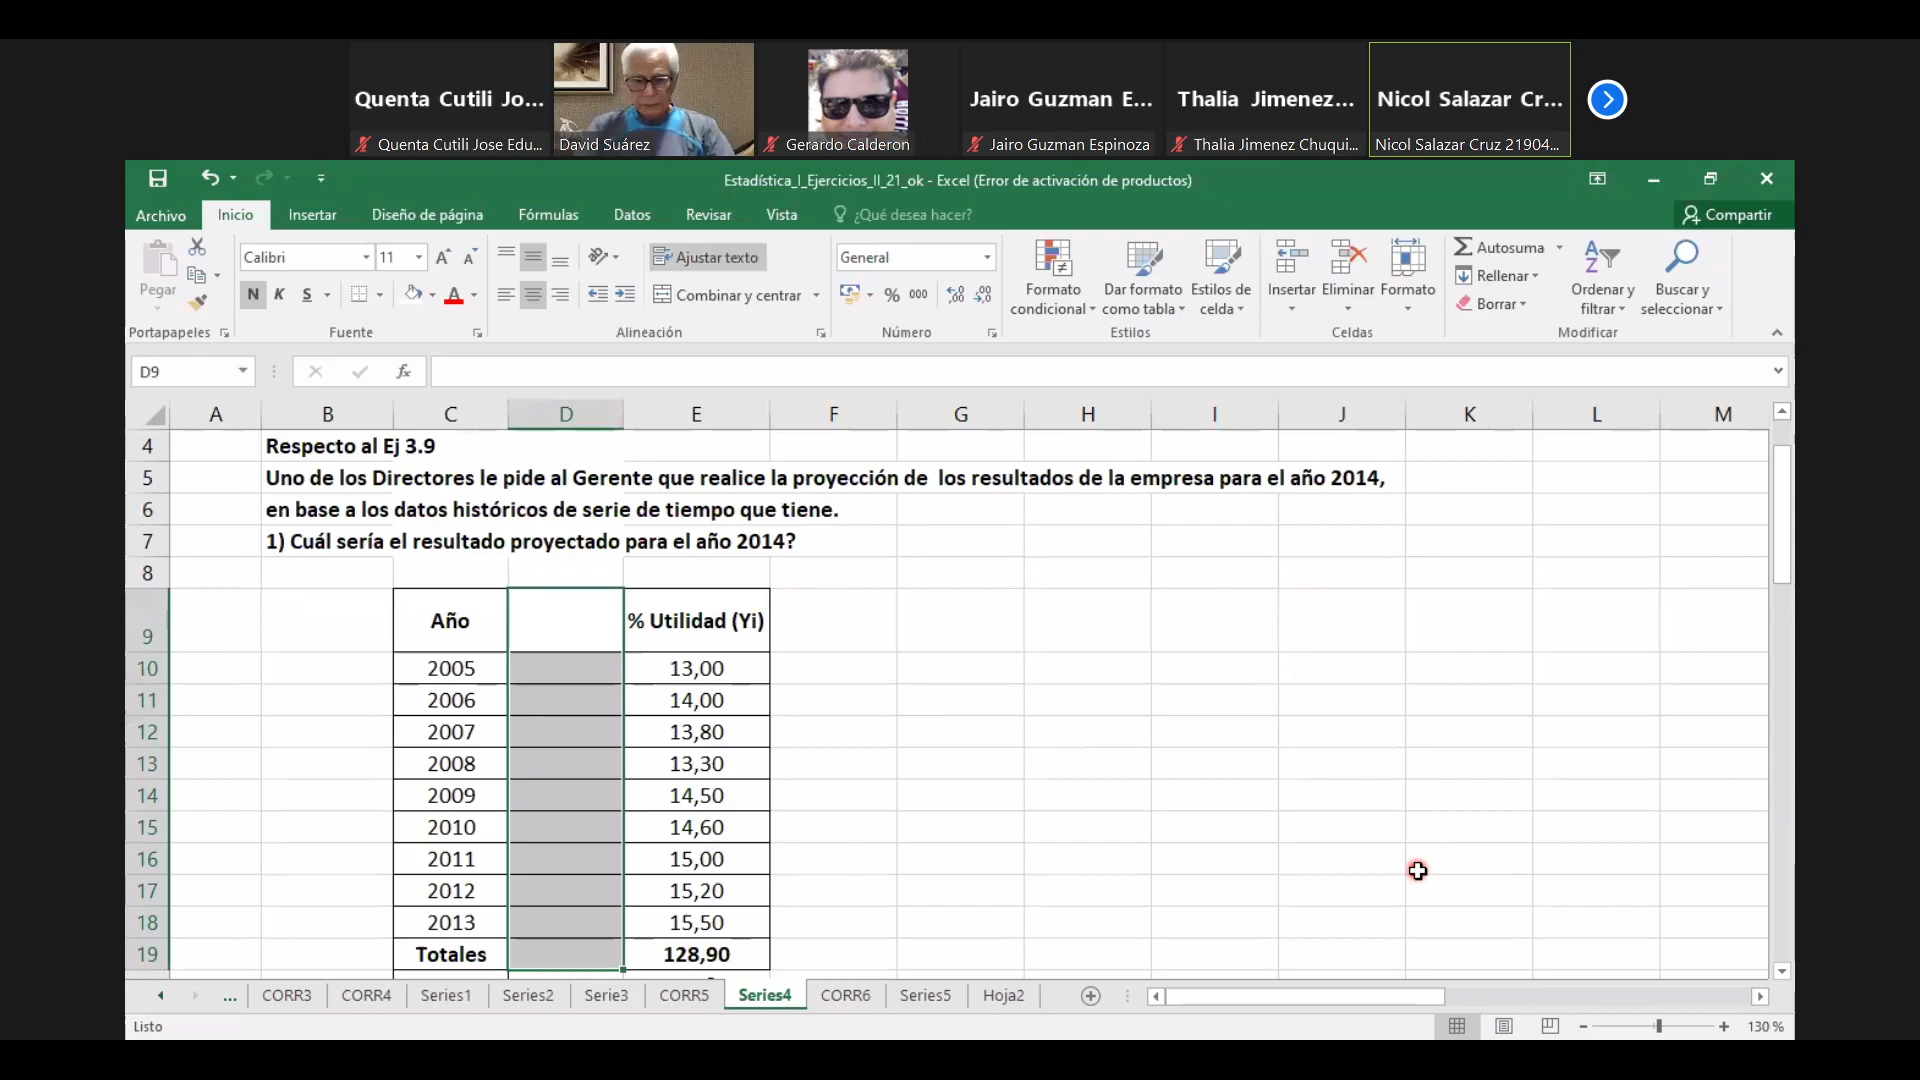 Quenta Cutili Jo...
Jairo Guzman E...
Thalia Jimenez...
Nicol Salazar Cr...
Quenta Cutili Jose Edu...
David Suárez
Gerardo Calderon
Jairo Guzman Espinoza
Thalia Jimenez Chuqui...
Nicol Salazar Cruz 21904...
Estadística_I_Ejercicios_II_21_ok - Excel (Error de activación de productos)
Archivo
Inicio
Insertar
Diseño de página
Fórmulas
Datos
Revisar
Vista
¿Qué desea hacer?
Compartir
Pegar
Portapapeles
Calibri
11
N K S
Fuente
Ajustar texto
Combinar y centrar
Alineación
General
% 000
Número
Formato condicional
Dar formato como tabla
Estilos de celda
Estilos
Insertar
Eliminar
Formato
Celdas
Autosuma
Rellenar
Borrar
Ordenar y filtrar
Buscar y seleccionar
Modificar
D9
fx
A B C D E F G H I J K L M
4 Respecto al Ej 3.9
5 Uno de los Directores le pide al Gerente que realice la proyección de los resultados de la empresa para el año 2014,
6 en base a los datos históricos de serie de tiempo que tiene.
7 1) Cuál sería el resultado proyectado para el año 2014?
8
9 Año % Utilidad (Yi)
10 2005 13,00
11 2006 14,00
12 2007 13,80
13 2008 13,30
14 2009 14,50
15 2010 14,60
16 2011 15,00
17 2012 15,20
18 2013 15,50
19 Totales 128,90
... CORR3 CORR4 Series1 Series2 Serie3 CORR5 Series4 CORR6 Series5 Hoja2
Listo
130 %